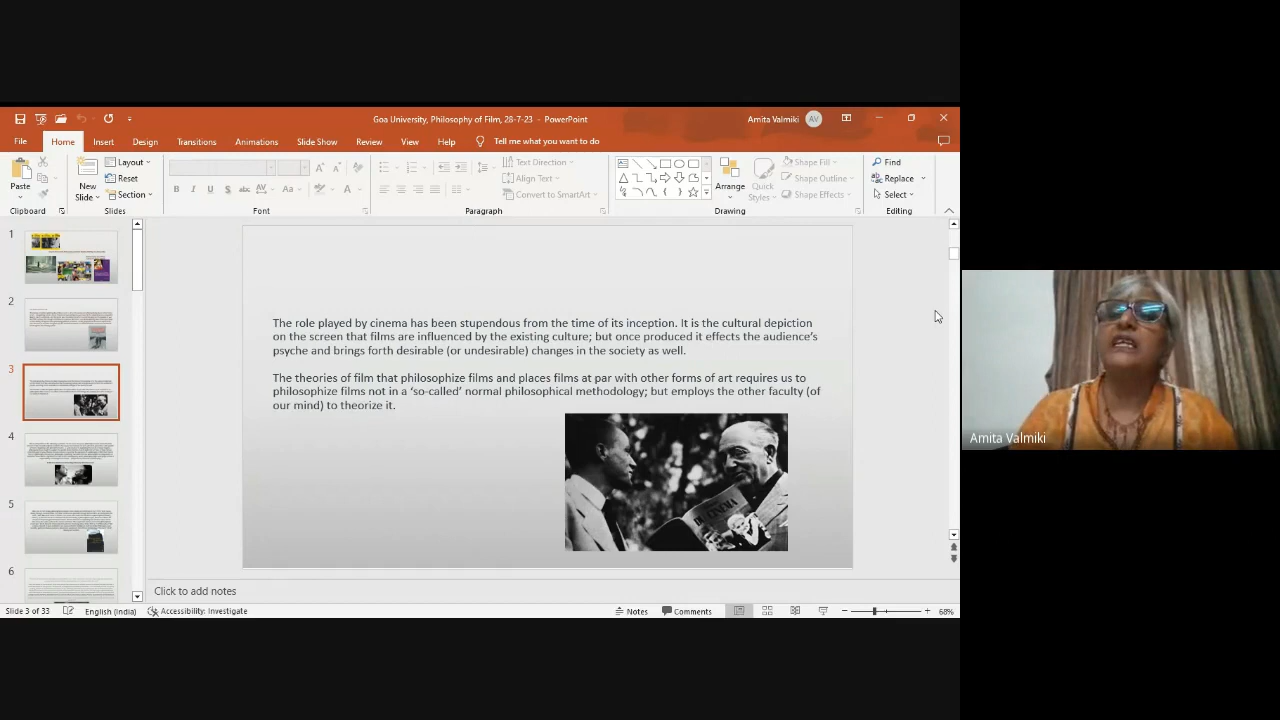 Goa University, Philosophy of Film, 28-7-23 - PowerPoint
Amita Valmiki
AV
File
Home
Insert
Design
Transitions
Animations
Slide Show
Review
View
Help
Tell me what you want to do
Paste
New
Slide
Layout
Reset
Section
Text Direction
Align Text
Convert to SmartArt
Arrange
Quick
Styles
Shape Fill
Shape Outline
Shape Effects
Find
Replace
Select
Clipboard
Slides
Font
Paragraph
Drawing
Editing
1
2
3
4
5
6
The role played by cinema has been stupendous from the time of its inception. It is the cultural depiction
on the screen that films are influenced by the existing culture; but once produced it effects the audience's
psyche and brings forth desirable (or undesirable) changes in the society as well.
The theories of film that philosophize films and places films at par with other forms of art requires us to
philosophize films not in a 'so-called' normal philosophical methodology; but employs the other faculty (of
our mind) to theorize it.
CINEMA
Amita Valmiki
Click to add notes
Slide 3 of 33
English (India)
Accessibility: Investigate
Notes
Comments
68%